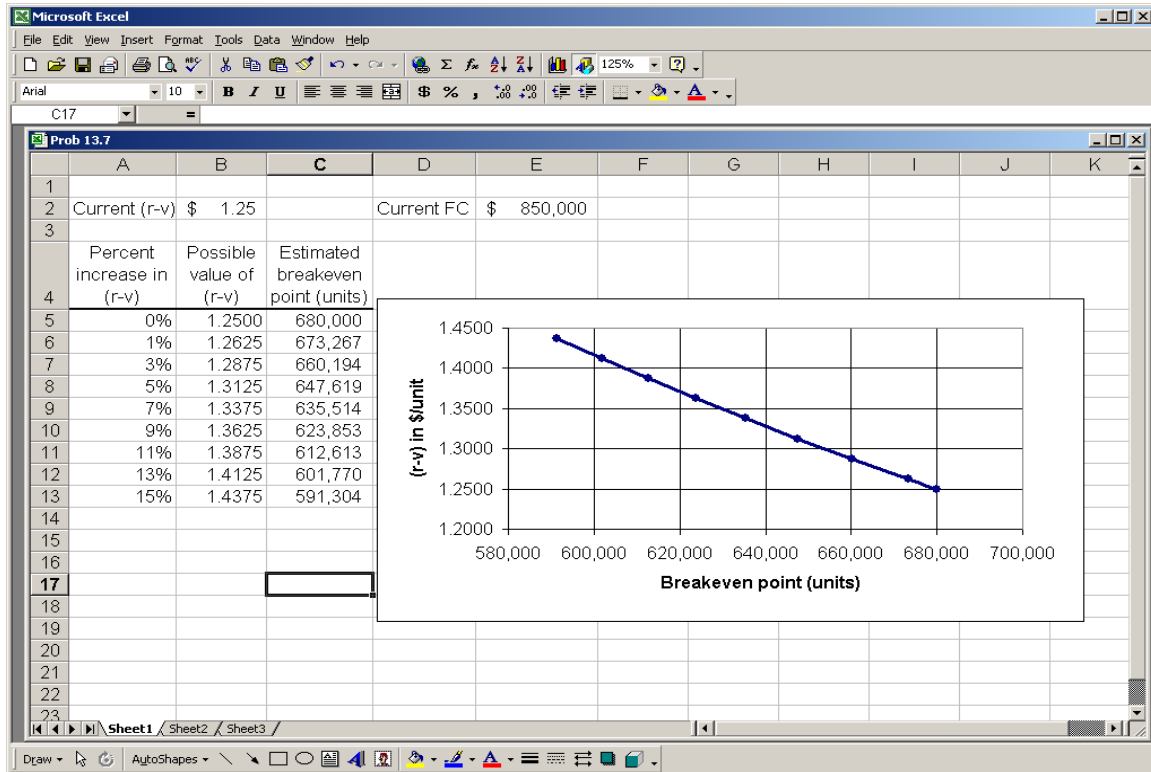 Microsoft Excel
File Edit View Insert Format Tools Data Window Help
125%
Arial 10 B I U $ % ,
C17 =
Prob 13.7
A B C D E F G H I J K
1
2 Current (r-v) $ 1.25 Current FC $ 850,000
3
Percent Possible Estimated
increase in value of breakeven
4 (r-v) (r-v) point (units)
5 0% 1.2500 680,000
6 1% 1.2625 673,267
7 3% 1.2875 660,194
8 5% 1.3125 647,619
9 7% 1.3375 635,514
10 9% 1.3625 623,853
11 11% 1.3875 612,613
12 13% 1.4125 601,770
13 15% 1.4375 591,304
14
15
16
17
18
19
20
21
22
23
1.4500
1.4000
1.3500
1.3000
1.2500
1.2000
(r-v) in $/unit
580,000 600,000 620,000 640,000 660,000 680,000 700,000
Breakeven point (units)
Sheet1 Sheet2 Sheet3
Draw AutoShapes